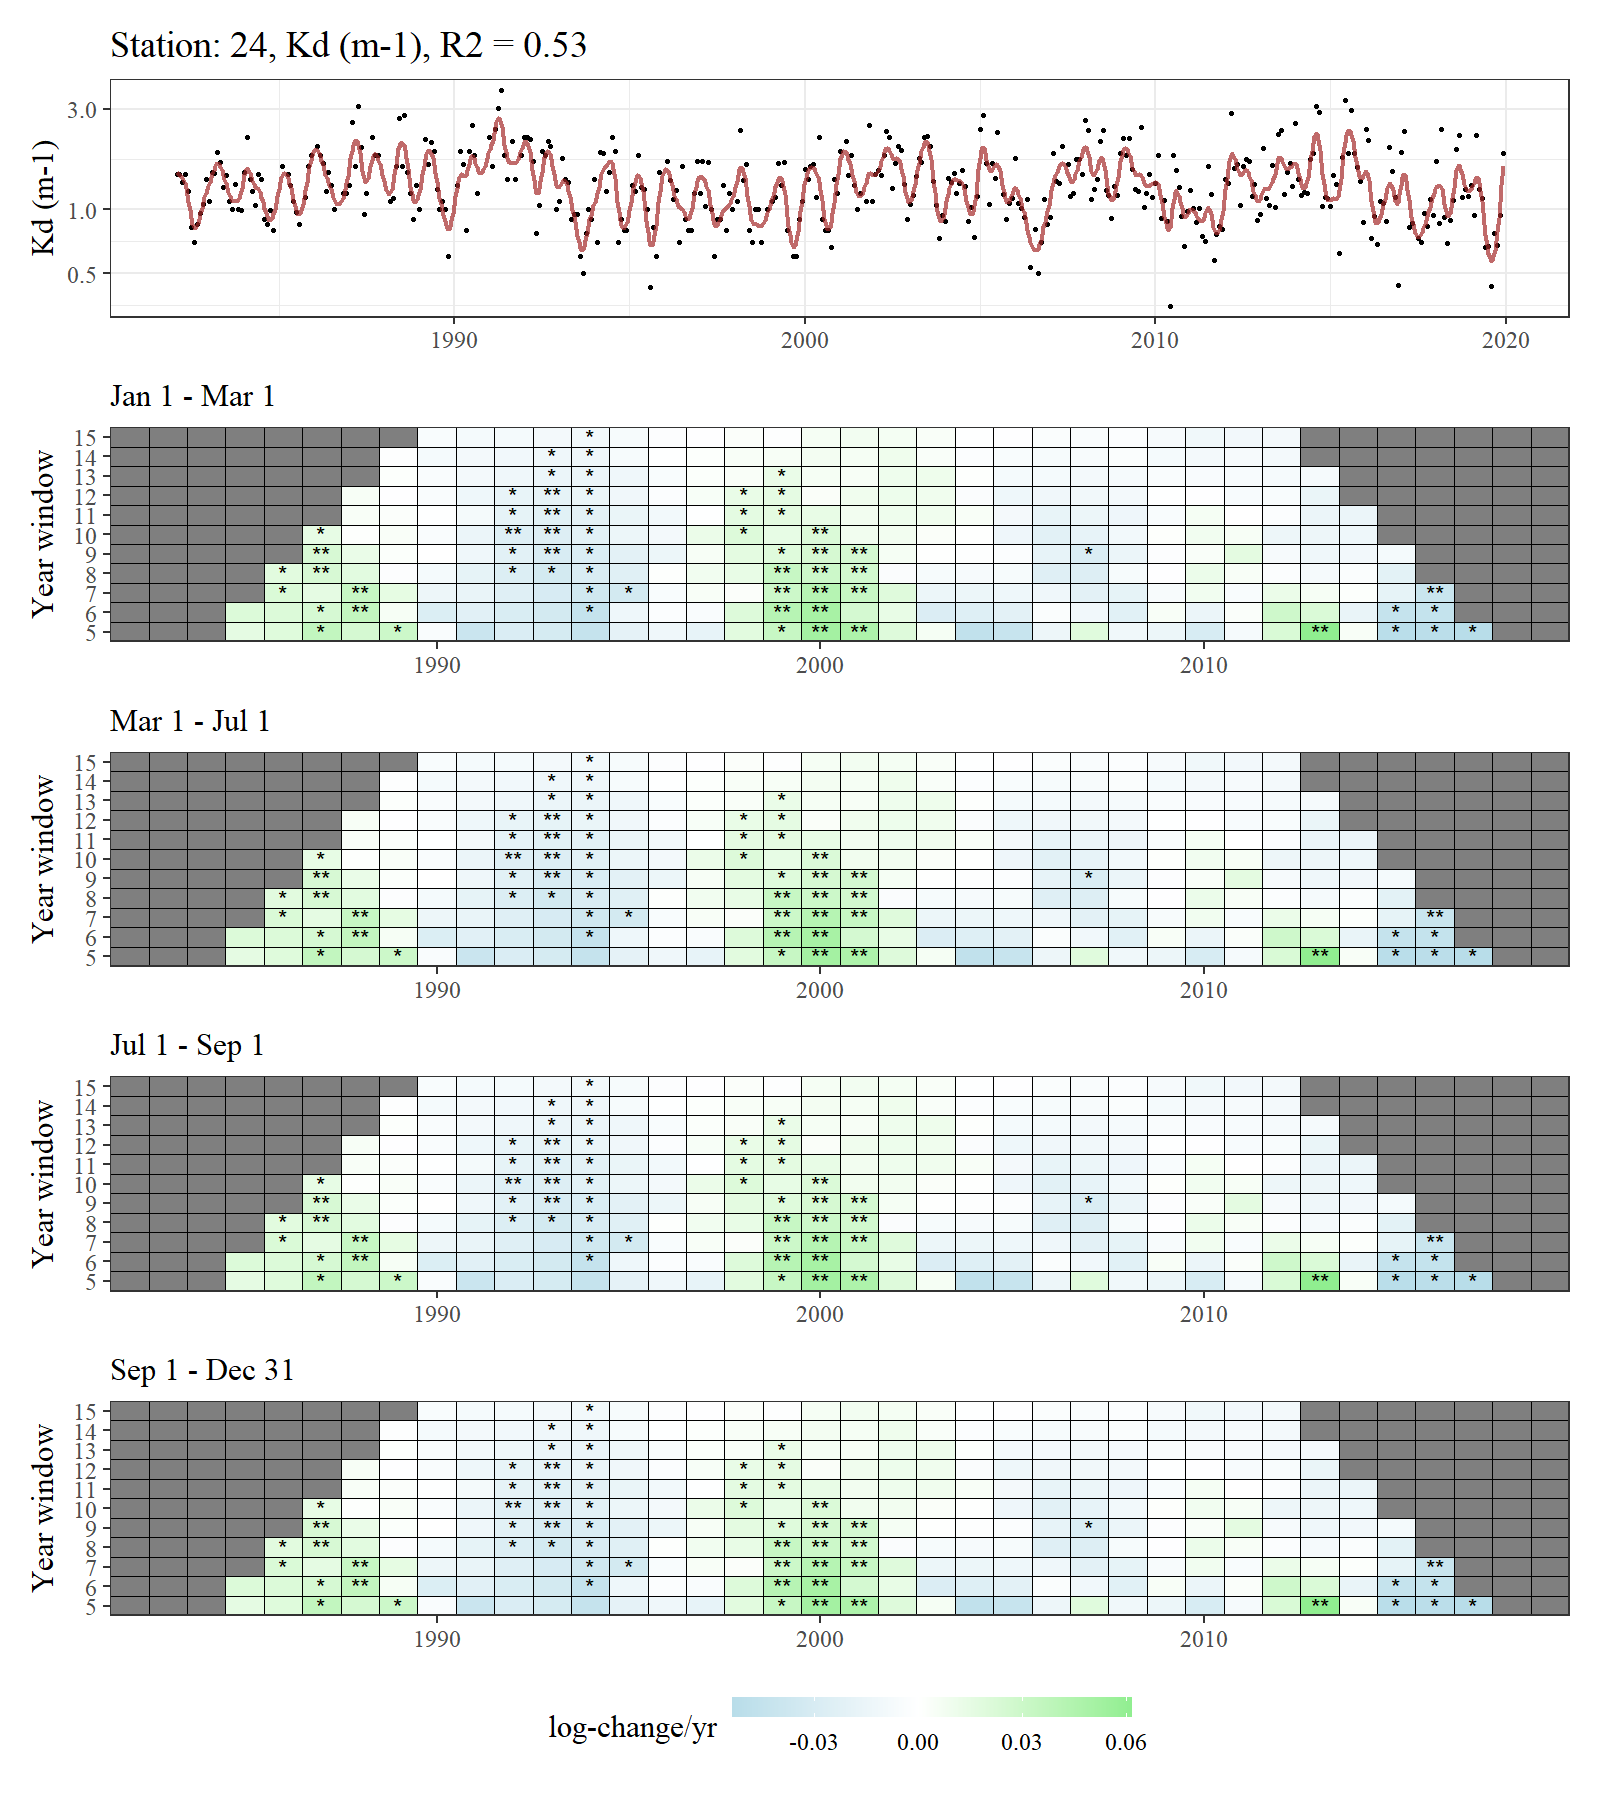 Station: 24, Kd (m-1), R2 = 0.53
Kd (m-1)
3.0
1.0
0.5
1990 2000 2010 2020
Jan 1 - Mar 1
Year window
15
14
13
12
11
10
9
8
7
6
5
1990 2000 2010
Mar 1 - Jul 1
Year window
15
14
13
12
11
10
9
8
7
6
5
1990 2000 2010
Jul 1 - Sep 1
Year window
15
14
13
12
11
10
9
8
7
6
5
1990 2000 2010
Sep 1 - Dec 31
Year window
15
14
13
12
11
10
9
8
7
6
5
1990 2000 2010
log-change/yr
-0.03 0.00 0.03 0.06